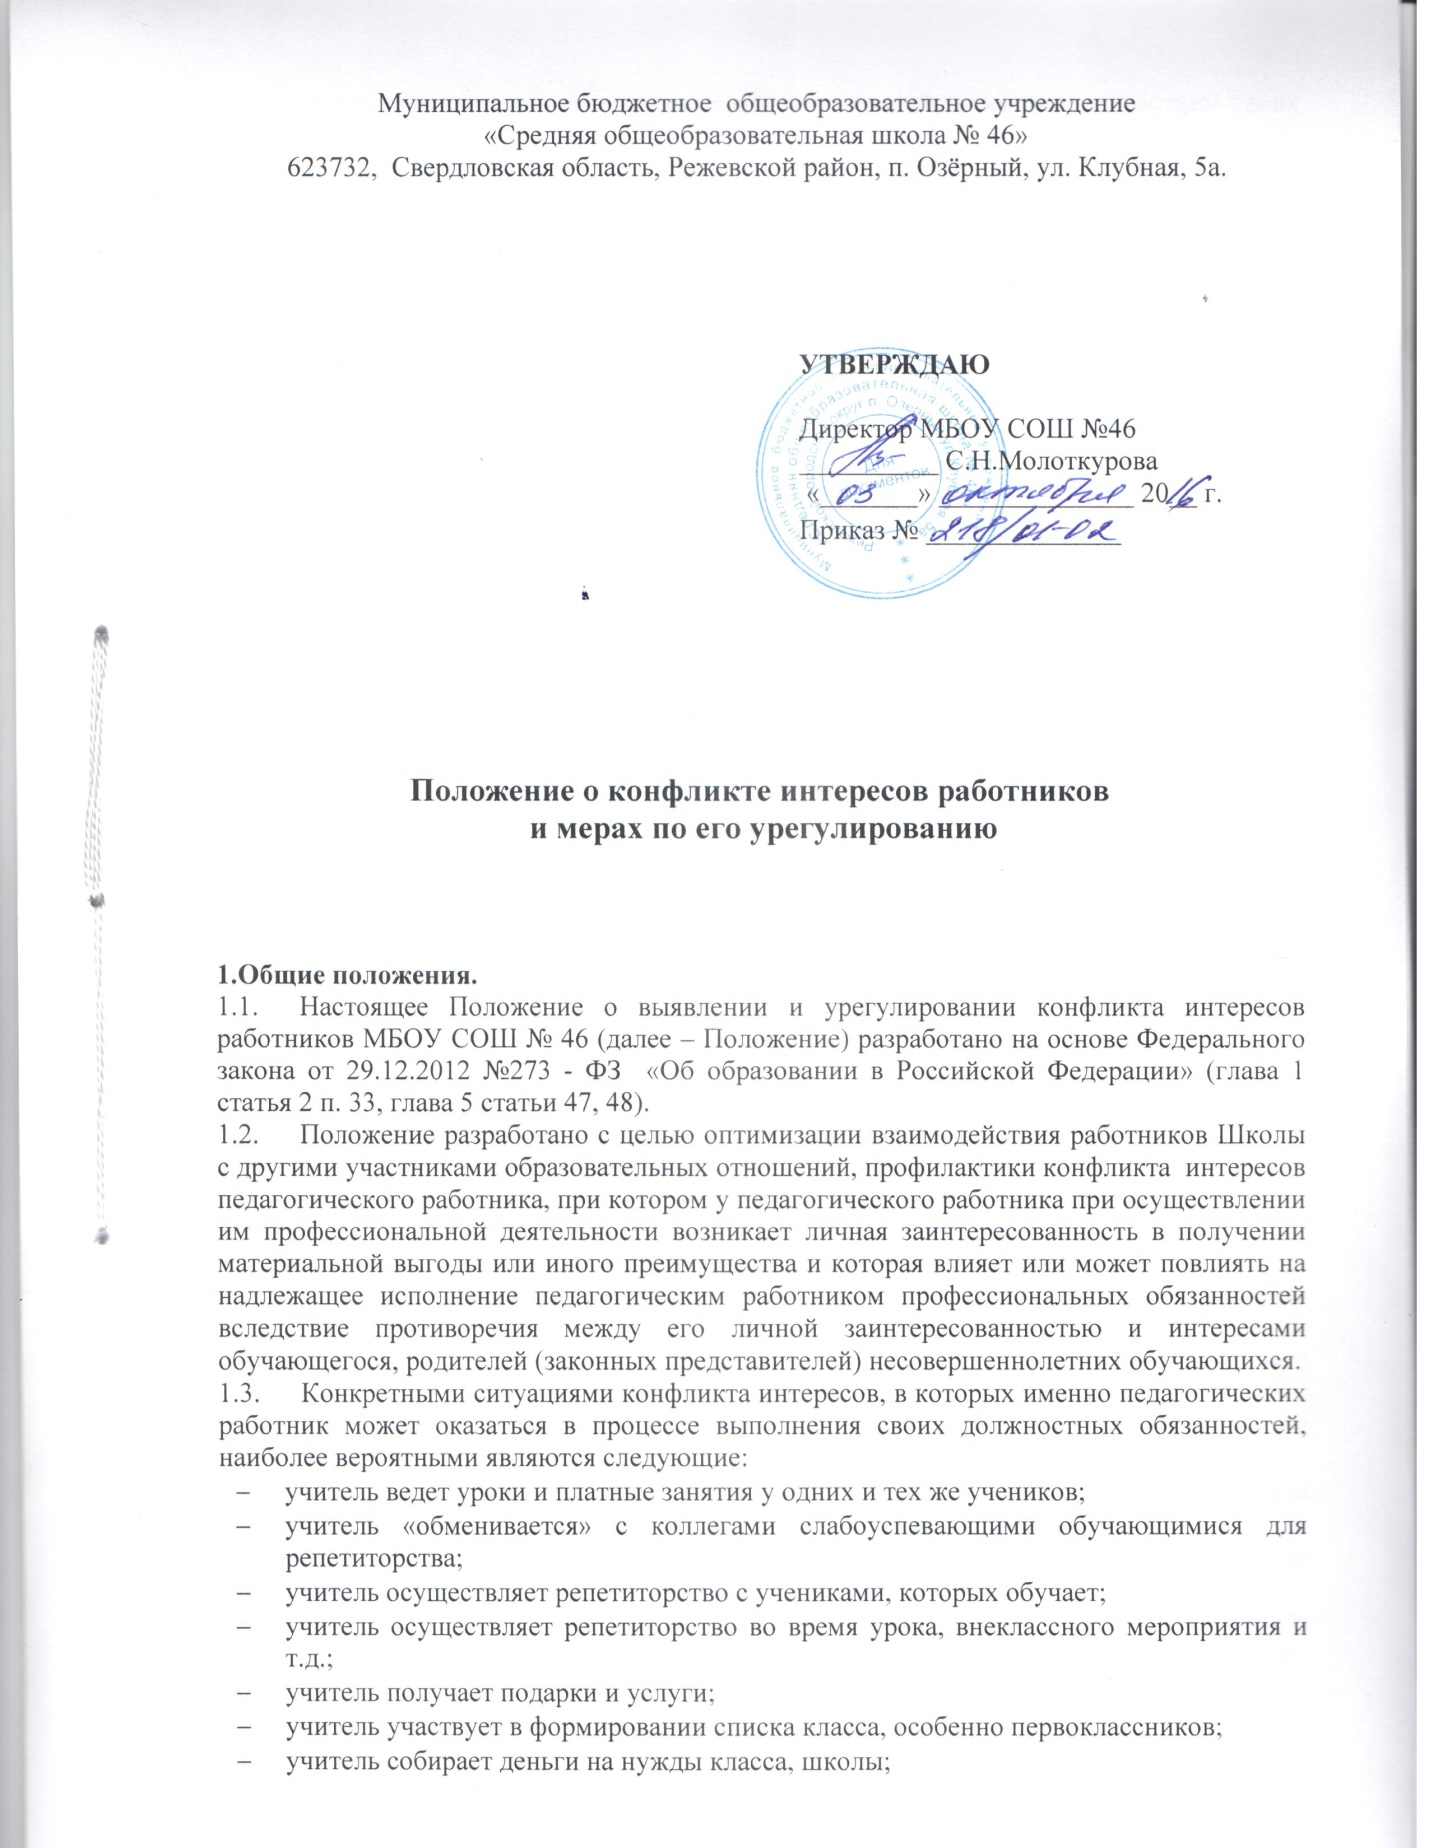 Муниципальное бюджетное  общеобразовательное учреждение
«Средняя общеобразовательная школа № 46»
623732,  Свердловская область, Режевской район, п. Озёрный, ул. Клубная, 5а.
УТВЕРЖДАЮ
Директор МБОУ СОШ №46
__________ С.Н.Молоткурова
« 03 » октября 2016 г.
Приказ № 218/01-02
Положение о конфликте интересов работников
и мерах по его урегулированию
1.Общие положения.
1.1. Настоящее Положение о выявлении и урегулировании конфликта интересов
работников МБОУ СОШ № 46 (далее – Положение) разработано на основе Федерального
закона от 29.12.2012 №273 - ФЗ  «Об образовании в Российской Федерации» (глава 1
статья 2 п. 33, глава 5 статьи 47, 48).
1.2. Положение разработано с целью оптимизации взаимодействия работников Школы
с другими участниками образовательных отношений, профилактики конфликта  интересов
педагогического работника, при котором у педагогического работника при осуществлении
им профессиональной деятельности возникает личная заинтересованность в получении
материальной выгоды или иного преимущества и которая влияет или может повлиять на
надлежащее исполнение педагогическим работником профессиональных обязанностей
вследствие противоречия между его личной заинтересованностью и интересами
обучающегося, родителей (законных представителей) несовершеннолетних обучающихся.
1.3. Конкретными ситуациями конфликта интересов, в которых именно педагогических
работник может оказаться в процессе выполнения своих должностных обязанностей,
наиболее вероятными являются следующие:
– учитель ведет уроки и платные занятия у одних и тех же учеников;
– учитель «обменивается» с коллегами слабоуспевающими обучающимися для
репетиторства;
– учитель осуществляет репетиторство с учениками, которых обучает;
– учитель осуществляет репетиторство во время урока, внеклассного мероприятия и
т.д.;
– учитель получает подарки и услуги;
– учитель участвует в формировании списка класса, особенно первоклассников;
– учитель собирает деньги на нужды класса, школы;